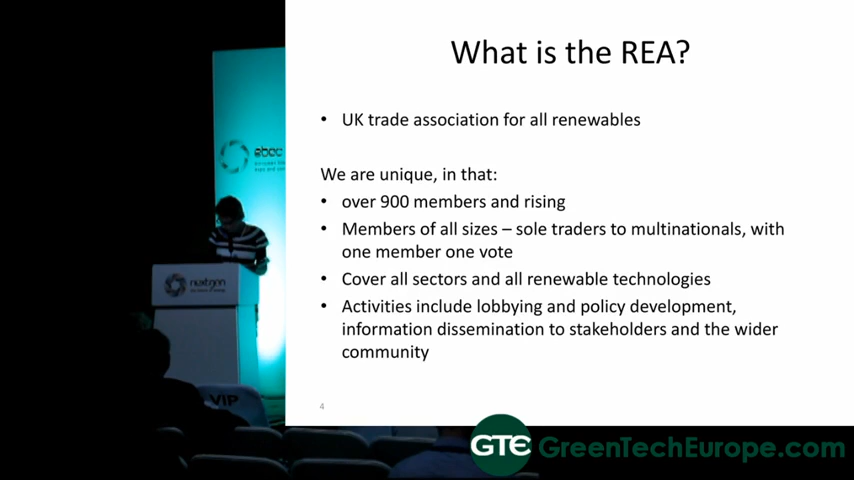 What is the REA?
• UK trade association for all renewables
We are unique, in that:
• over 900 members and rising
• Members of all sizes – sole traders to multinationals, with
one member one vote
• Cover all sectors and all renewable technologies
• Activities include lobbying and policy development,
information dissemination to stakeholders and the wider
community
4
ebec
nextgen
VIP
GTE GreenTechEurope.com